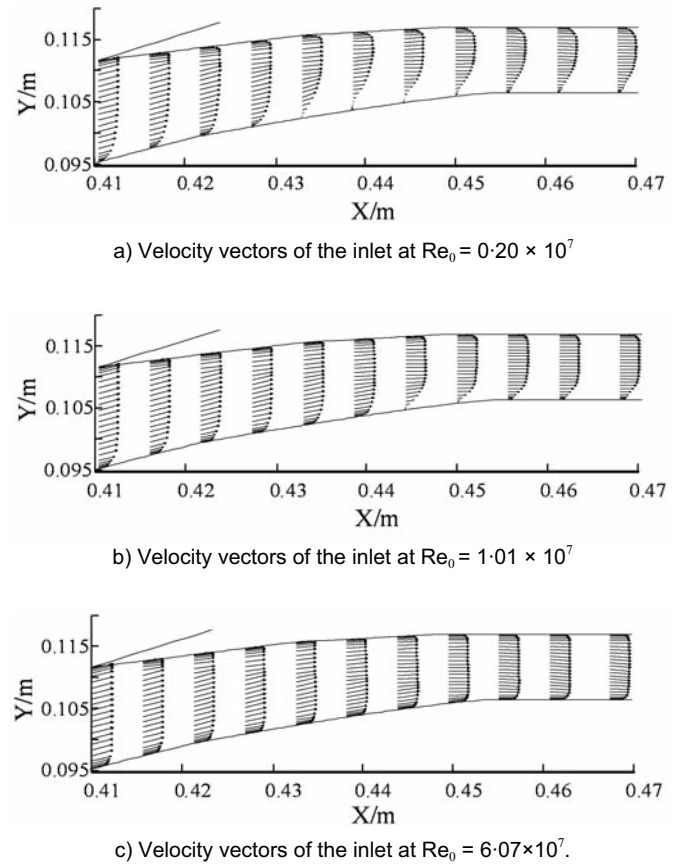 Y/m
0.115
0.105
0.095
0.41 0.42 0.43 0.44 0.45 0.46 0.47
X/m
a) Velocity vectors of the inlet at Re₀ = 0·20 × 10⁷
Y/m
0.115
0.105
0.095
0.41 0.42 0.43 0.44 0.45 0.46 0.47
X/m
b) Velocity vectors of the inlet at Re₀ = 1·01 × 10⁷
Y/m
0.115
0.105
0.095
0.41 0.42 0.43 0.44 0.45 0.46 0.47
X/m
c) Velocity vectors of the inlet at Re₀ = 6·07×10⁷.